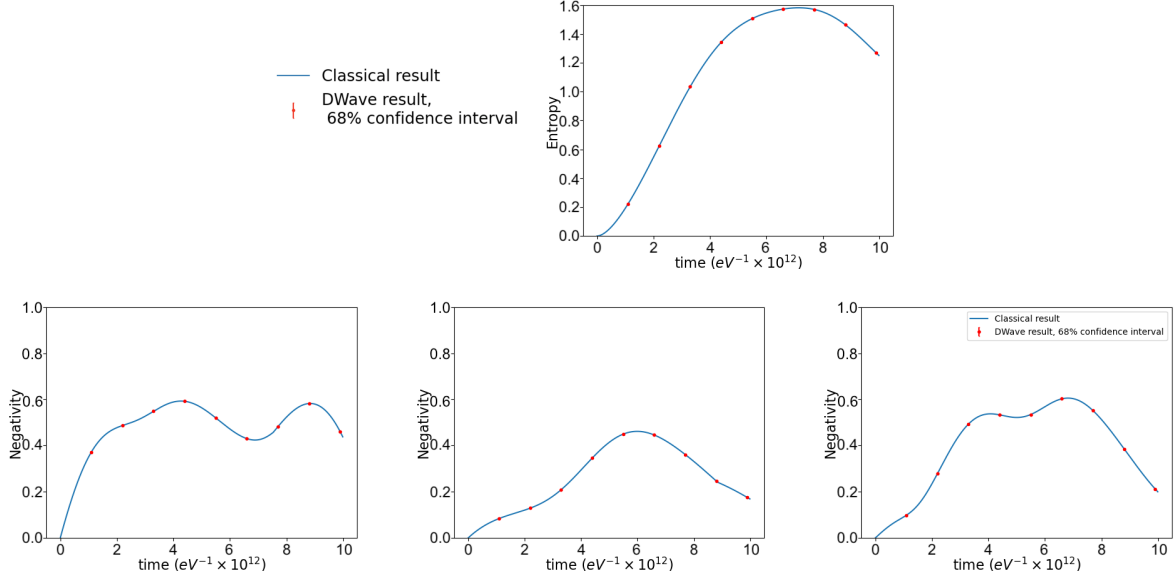 Classical result
DWave result,
68% confidence interval
Entropy
1.6
1.4
1.2
1.0
0.8
0.6
0.4
0.2
0.0
0 2 4 6 8 10
time (eV⁻¹ × 10¹²)
Negativity
1.0
0.8
0.6
0.4
0.2
0.0
0 2 4 6 8 10
time (eV⁻¹ × 10¹²)
Negativity
1.0
0.8
0.6
0.4
0.2
0.0
0 2 4 6 8 10
time (eV⁻¹ × 10¹²)
Classical result
DWave result, 68% confidence interval
Negativity
1.0
0.8
0.6
0.4
0.2
0.0
0 2 4 6 8 10
time (eV⁻¹ × 10¹²)